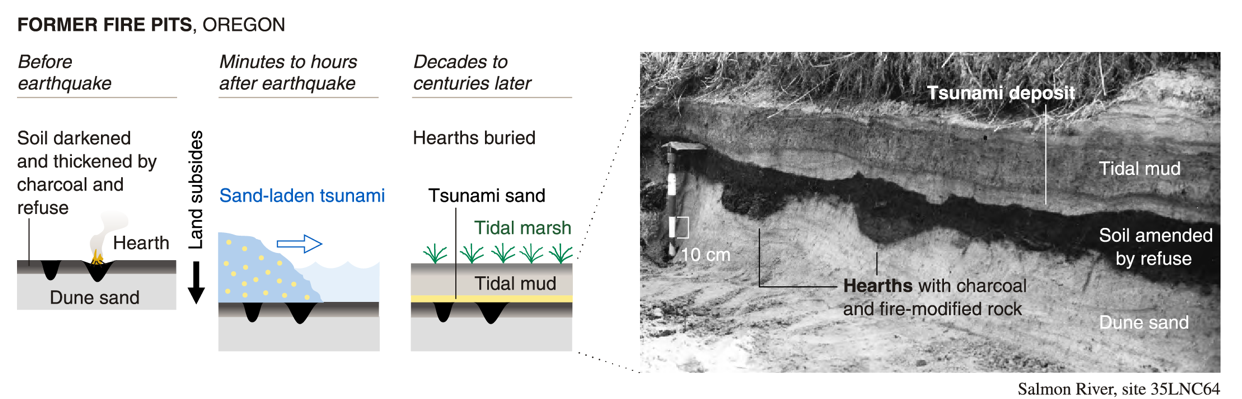 FORMER FIRE PITS, OREGON
Before
earthquake
Soil darkened
and thickened by
charcoal and
refuse
Hearth
Dune sand
Land subsides
Minutes to hours
after earthquake
Sand-laden tsunami
Decades to
centuries later
Hearths buried
Tsunami sand
Tidal marsh
Tidal mud
Tsunami deposit
Tidal mud
Soil amended
by refuse
10 cm
Hearths with charcoal
and fire-modified rock
Dune sand
Salmon River, site 35LNC64